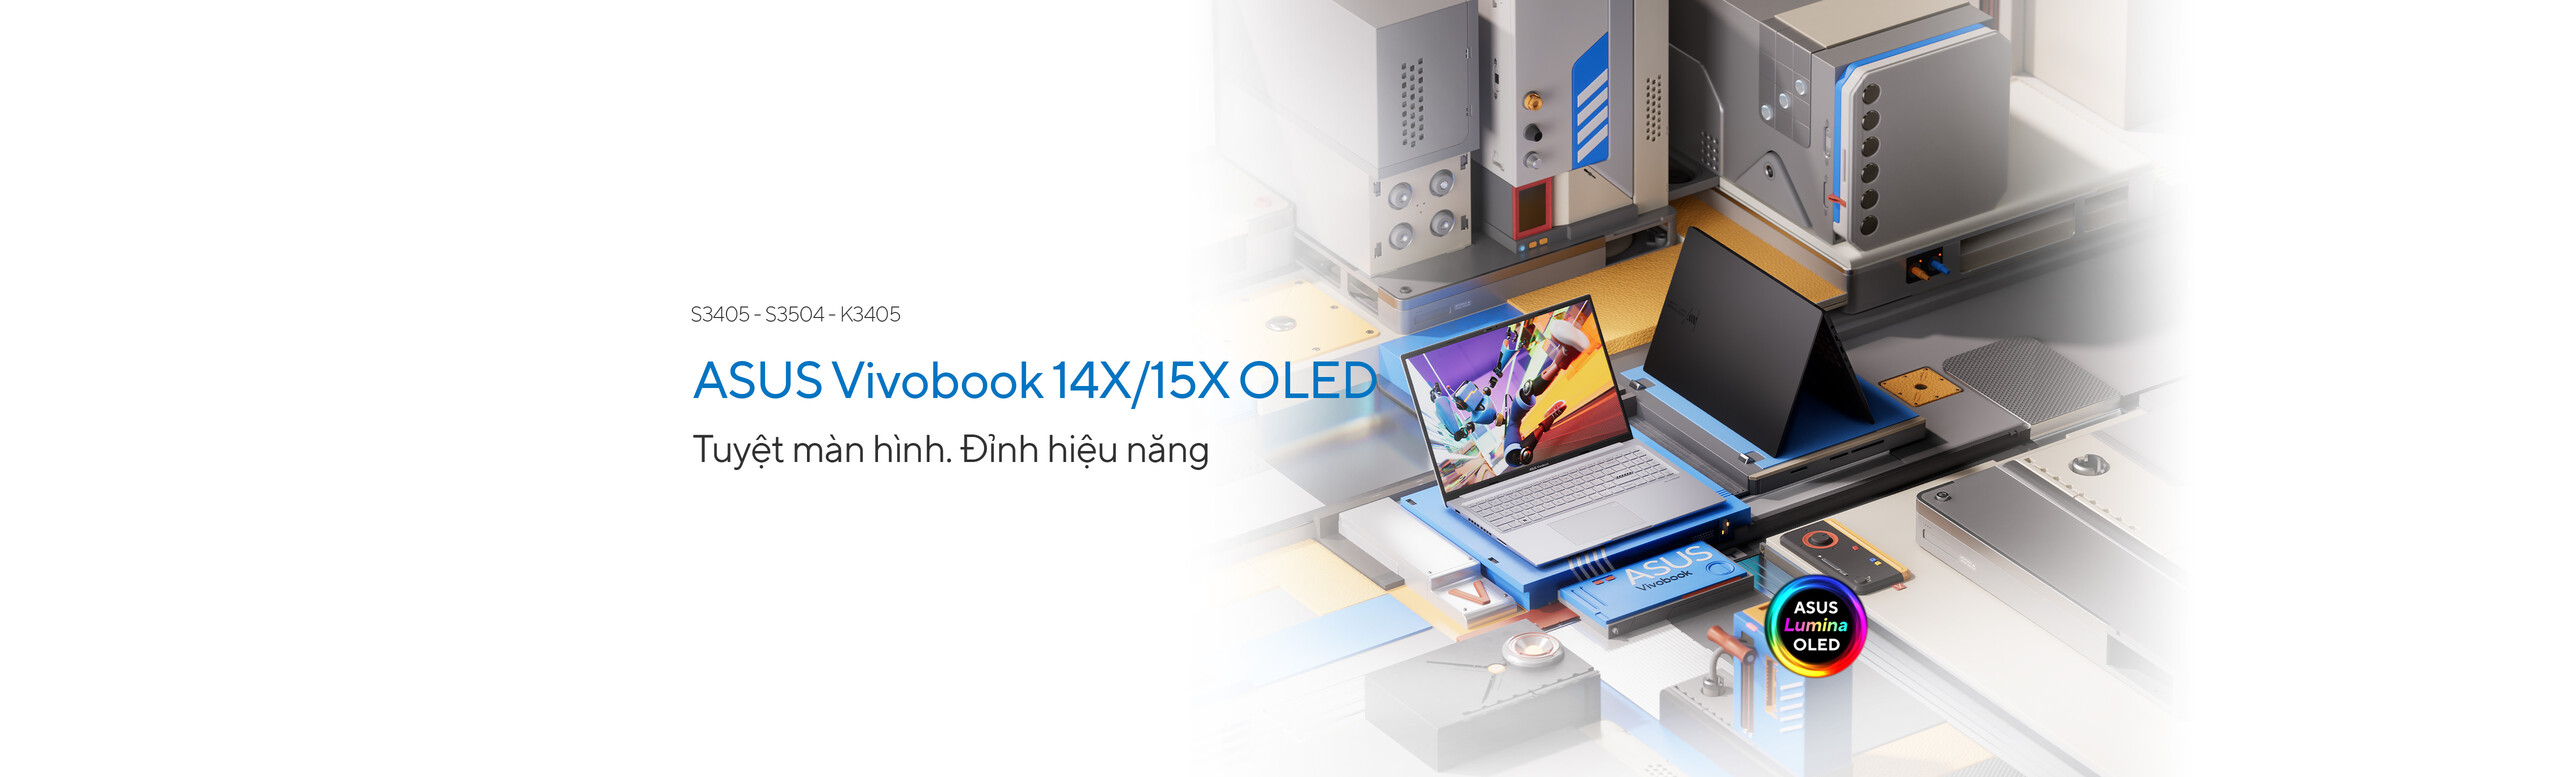 S3405 - S3504 - K3405
ASUS Vivobook 14X/15X OLED
Tuyệt màn hình. Đỉnh hiệu năng
ASUS
Vivobook
V
ASUS
Lumina
OLED